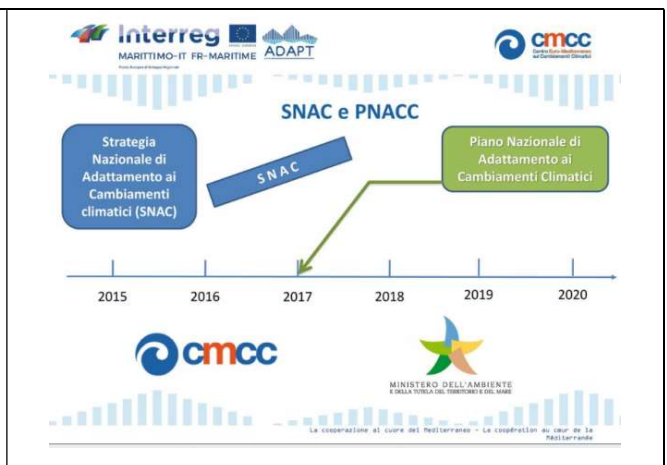 Interreg
MARITTIMO-IT FR-MARITIME
ADAPT
cmcc
Centro Euro-Mediterraneo
sui Cambiamenti Climatici
SNAC e PNACC
Strategia
Nazionale di
Adattamento ai
Cambiamenti
climatici (SNAC)
SNAC
Piano Nazionale di
Adattamento ai
Cambiamenti Climatici
2015 2016 2017 2018 2019 2020
cmcc
MINISTERO DELL'AMBIENTE
E DELLA TUTELA DEL TERRITORIO E DEL MARE
La cooperazione al cuore del Mediterraneo - La coopération au cœur de la
Méditerranée